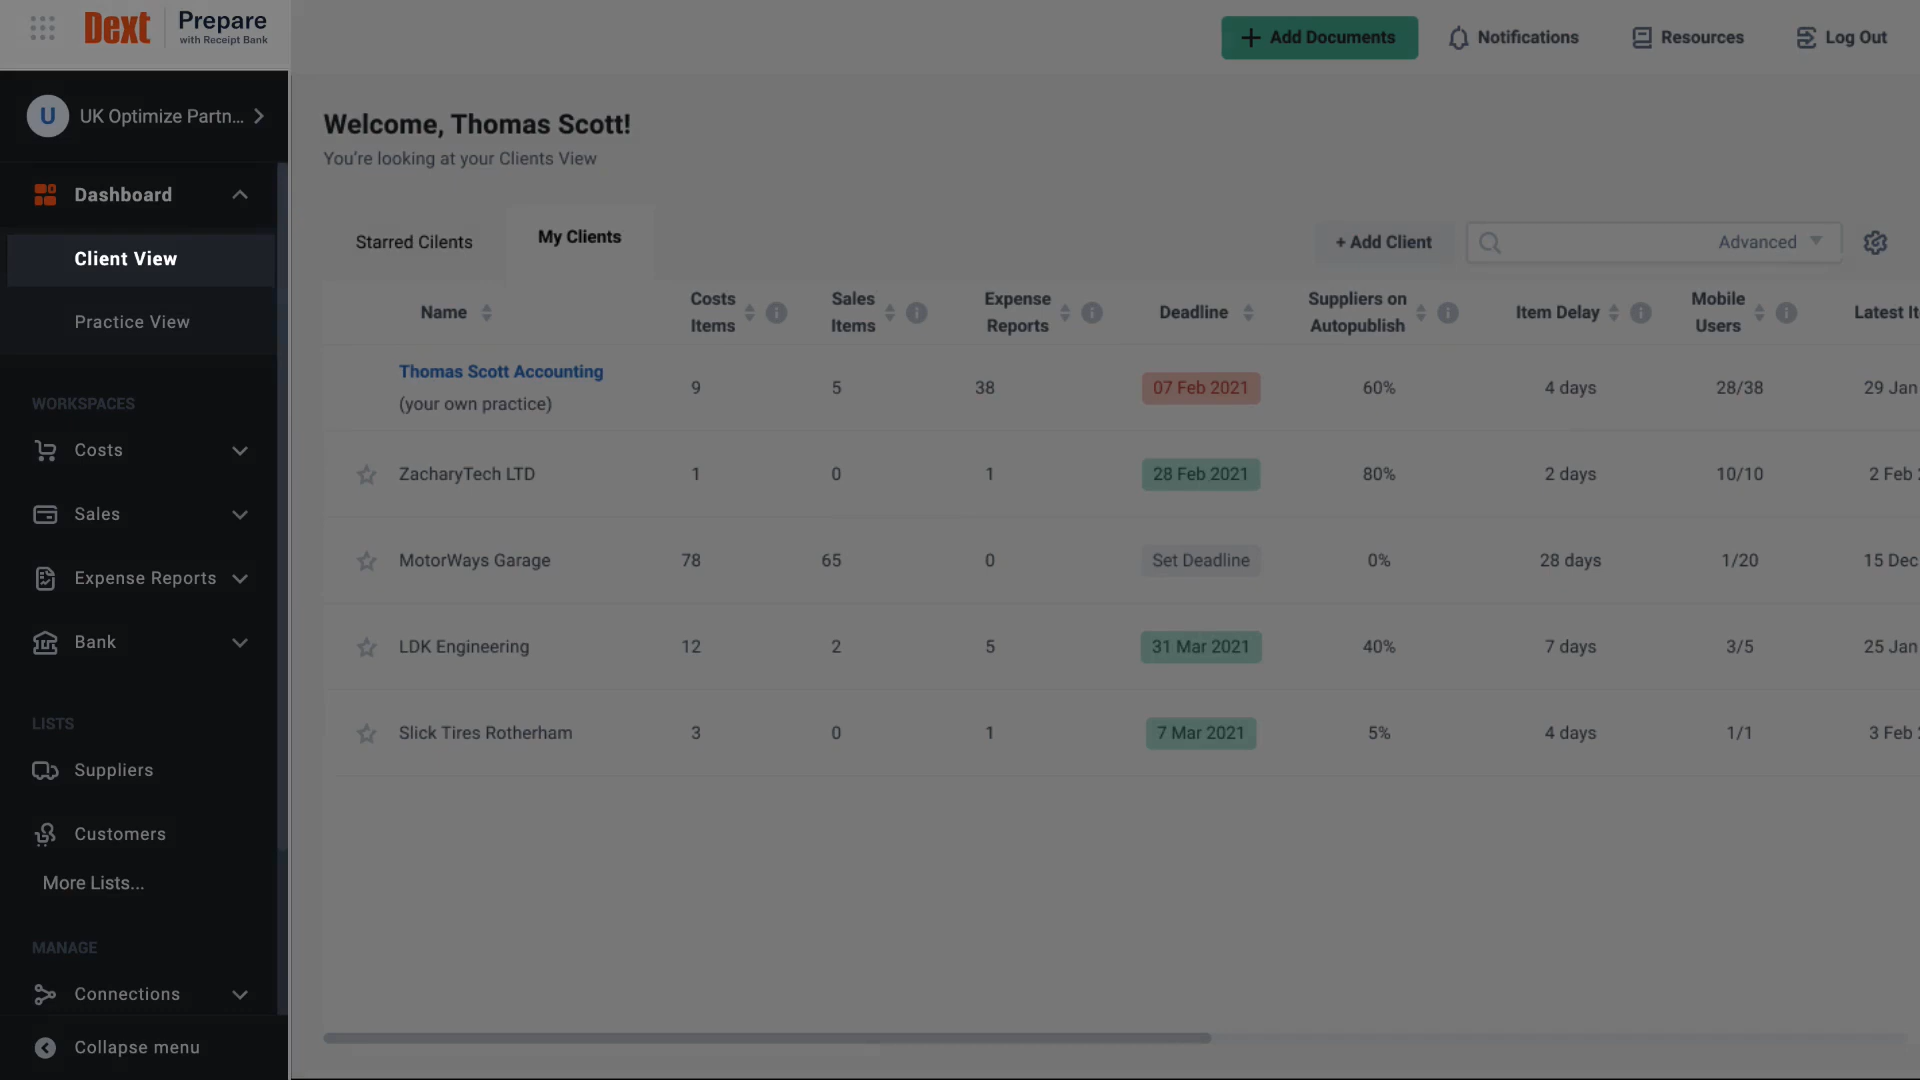 Dext
Prepare
with Receipt Bank
Add Documents
Notifications
Resources
Log Out
U
UK Optimize Partn...
Dashboard
Client View
Practice View
WORKSPACES
Costs
Sales
Expense Reports
Bank
LISTS
Suppliers
Customers
More Lists...
MANAGE
Connections
Collapse menu
Welcome, Thomas Scott!
You're looking at your Clients View
Starred Cilents
My Clients
+ Add Client
Advanced
Name
Costs Items
Sales Items
Expense Reports
Deadline
Suppliers on Autopublish
Item Delay
Mobile Users
Latest It
Thomas Scott Accounting
(your own practice)
9 5 38 07 Feb 2021 60% 4 days 28/38 29 Jan
ZacharyTech LTD 1 0 1 28 Feb 2021 80% 2 days 10/10 2 Feb
MotorWays Garage 78 65 0 Set Deadline 0% 28 days 1/20 15 Dec
LDK Engineering 12 2 5 31 Mar 2021 40% 7 days 3/5 25 Jan
Slick Tires Rotherham 3 0 1 7 Mar 2021 5% 4 days 1/1 3 Feb